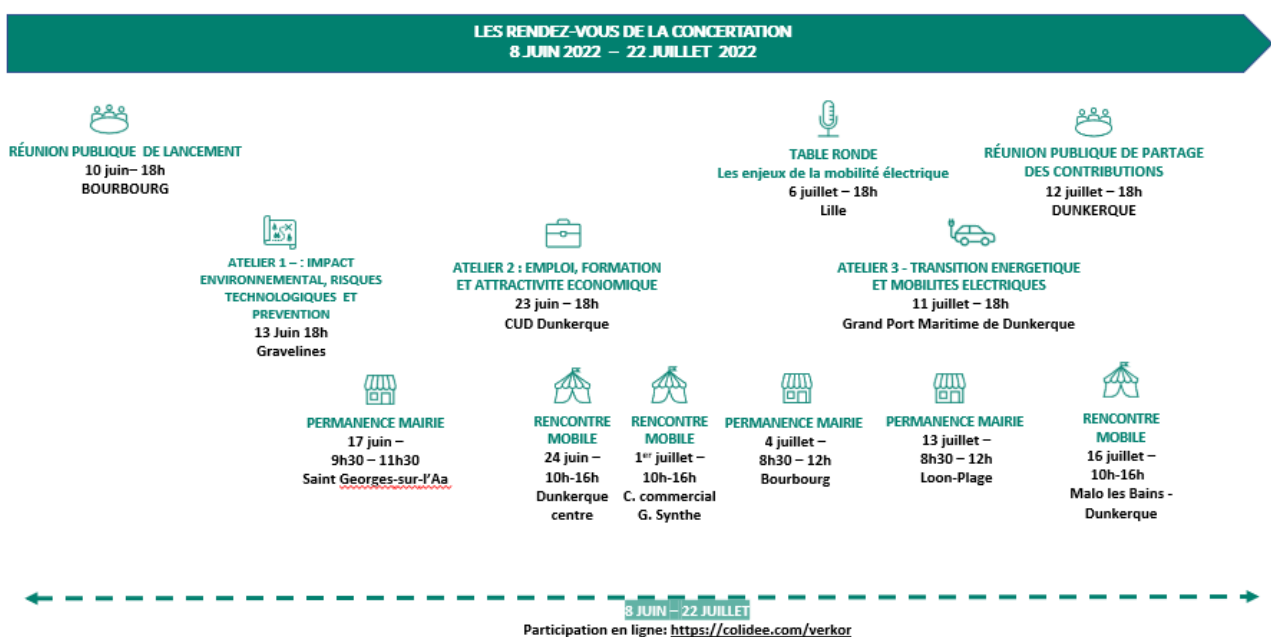 LES RENDEZ-VOUS DE LA CONCERTATION
8 JUIN 2022 – 22 JUILLET 2022
RÉUNION PUBLIQUE DE LANCEMENT
10 juin– 18h
BOURBOURG
TABLE RONDE
Les enjeux de la mobilité électrique
6 juillet – 18h
Lille
RÉUNION PUBLIQUE DE PARTAGE
DES CONTRIBUTIONS
12 juillet – 18h
DUNKERQUE
ATELIER 1 – : IMPACT
ENVIRONNEMENTAL, RISQUES
TECHNOLOGIQUES ET
PREVENTION
13 Juin 18h
Gravelines
ATELIER 2 : EMPLOI, FORMATION
ET ATTRACTIVITE ECONOMIQUE
23 juin – 18h
CUD Dunkerque
ATELIER 3 - TRANSITION ENERGETIQUE
ET MOBILITES ELECTRIQUES
11 juillet – 18h
Grand Port Maritime de Dunkerque
PERMANENCE MAIRIE
17 juin –
9h30 – 11h30
Saint Georges-sur-l’Aa
RENCONTRE
MOBILE
24 juin –
10h-16h
Dunkerque
centre
RENCONTRE
MOBILE
1er juillet –
10h-16h
C. commercial
G. Synthe
PERMANENCE MAIRIE
4 juillet –
8h30 – 12h
Bourbourg
PERMANENCE MAIRIE
13 juillet –
8h30 – 12h
Loon-Plage
RENCONTRE
MOBILE
16 juillet –
10h-16h
Malo les Bains -
Dunkerque
8 JUIN – 22 JUILLET
Participation en ligne: https://colidee.com/verkor